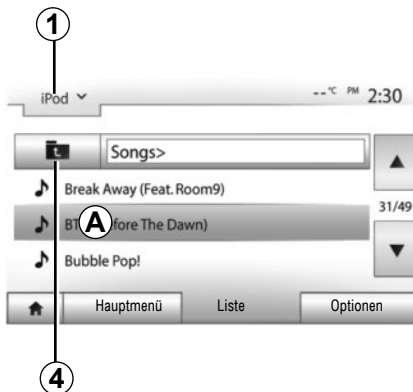 1
iPod --°C PM 2:30
Songs>
Break Away (Feat. Room9)
31/49
A
fore The Dawn)
Bubble Pop!
Hauptmenü Liste Optionen
4